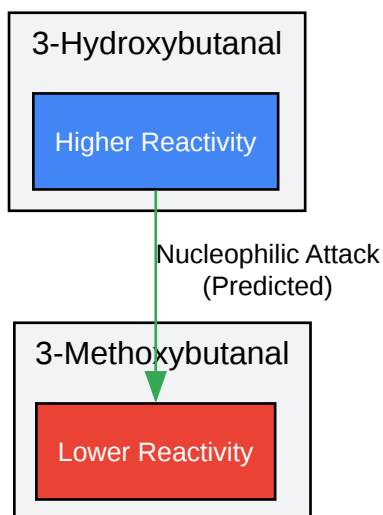 3-Hydroxybutanal
Higher Reactivity
Nucleophilic Attack
(Predicted)
3-Methoxybutanal
Lower Reactivity